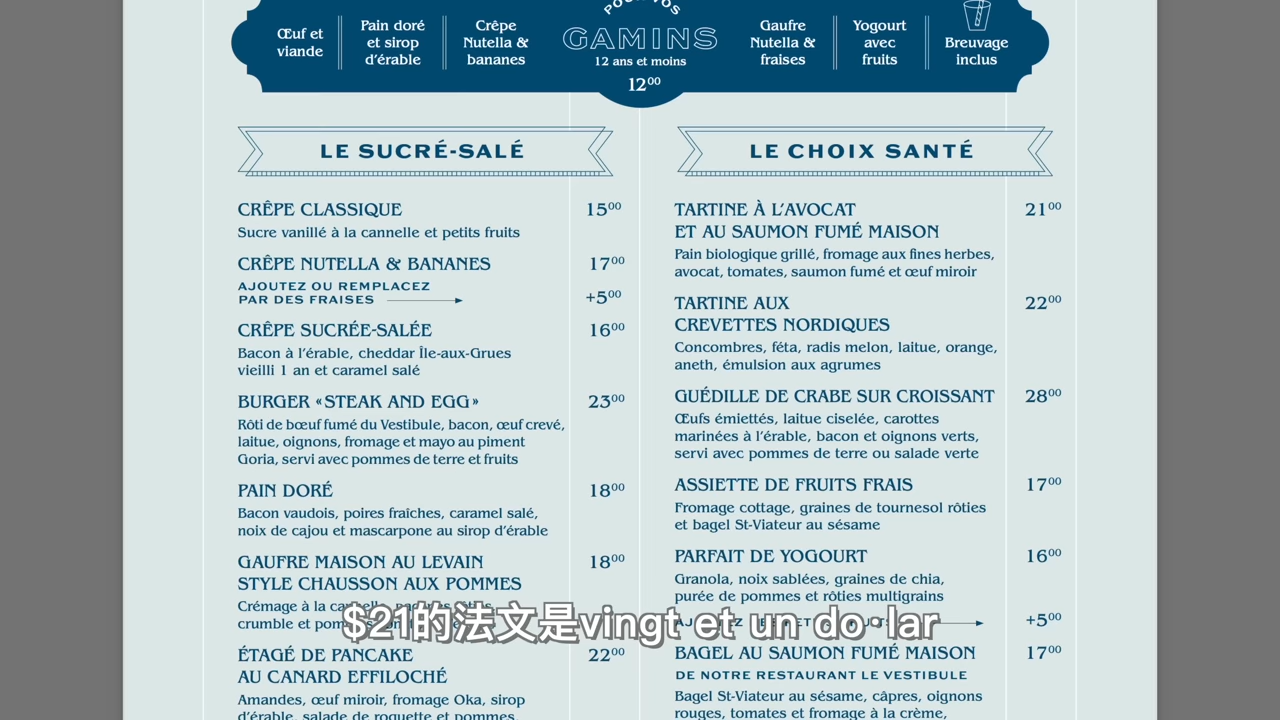 POUR VOS
GAMINS
12 ans et moins
12⁰⁰
Œuf et
viande
Pain doré
et sirop
d'érable
Crêpe
Nutella &
bananes
Gaufre
Nutella &
fraises
Yogourt
avec
fruits
Breuvage
inclus
LE SUCRÉ-SALÉ
CRÊPE CLASSIQUE 15⁰⁰
Sucre vanillé à la cannelle et petits fruits
CRÊPE NUTELLA & BANANES 17⁰⁰
AJOUTEZ OU REMPLACEZ
PAR DES FRAISES +5⁰⁰
CRÊPE SUCRÉE-SALÉE 16⁰⁰
Bacon à l'érable, cheddar Île-aux-Grues
vieilli 1 an et caramel salé
BURGER «STEAK AND EGG» 23⁰⁰
Rôti de bœuf fumé du Vestibule, bacon, œuf crevé,
laitue, oignons, fromage et mayo au piment
Goria, servi avec pommes de terre et fruits
PAIN DORÉ 18⁰⁰
Bacon vaudois, poires fraîches, caramel salé,
noix de cajou et mascarpone au sirop d'érable
GAUFRE MAISON AU LEVAIN 18⁰⁰
STYLE CHAUSSON AUX POMMES
Crémage à la
crumble et
ÉTAGÉ DE PANCAKE 22⁰⁰
AU CANARD EFFILOCHÉ
Amandes, œuf miroir, fromage Oka, sirop
d'érable, salade de roquette et pommes
LE CHOIX SANTÉ
TARTINE À L'AVOCAT 21⁰⁰
ET AU SAUMON FUMÉ MAISON
Pain biologique grillé, fromage aux fines herbes,
avocat, tomates, saumon fumé et œuf miroir
TARTINE AUX 22⁰⁰
CREVETTES NORDIQUES
Concombres, féta, radis melon, laitue, orange,
aneth, émulsion aux agrumes
GUÉDILLE DE CRABE SUR CROISSANT 28⁰⁰
Œufs émiettés, laitue ciselée, carottes
marinées à l'érable, bacon et oignons verts,
servi avec pommes de terre ou salade verte
ASSIETTE DE FRUITS FRAIS 17⁰⁰
Fromage cottage, graines de tournesol rôties
et bagel St-Viateur au sésame
PARFAIT DE YOGOURT 16⁰⁰
Granola, noix sablées, graines de chia,
purée de pommes et rôties multigrains
+5⁰⁰
BAGEL AU SAUMON FUMÉ MAISON 17⁰⁰
DE NOTRE RESTAURANT LE VESTIBULE
Bagel St-Viateur au sésame, câpres, oignons
rouges, tomates et fromage à la crème,
$21的法文是vingt et un do lar